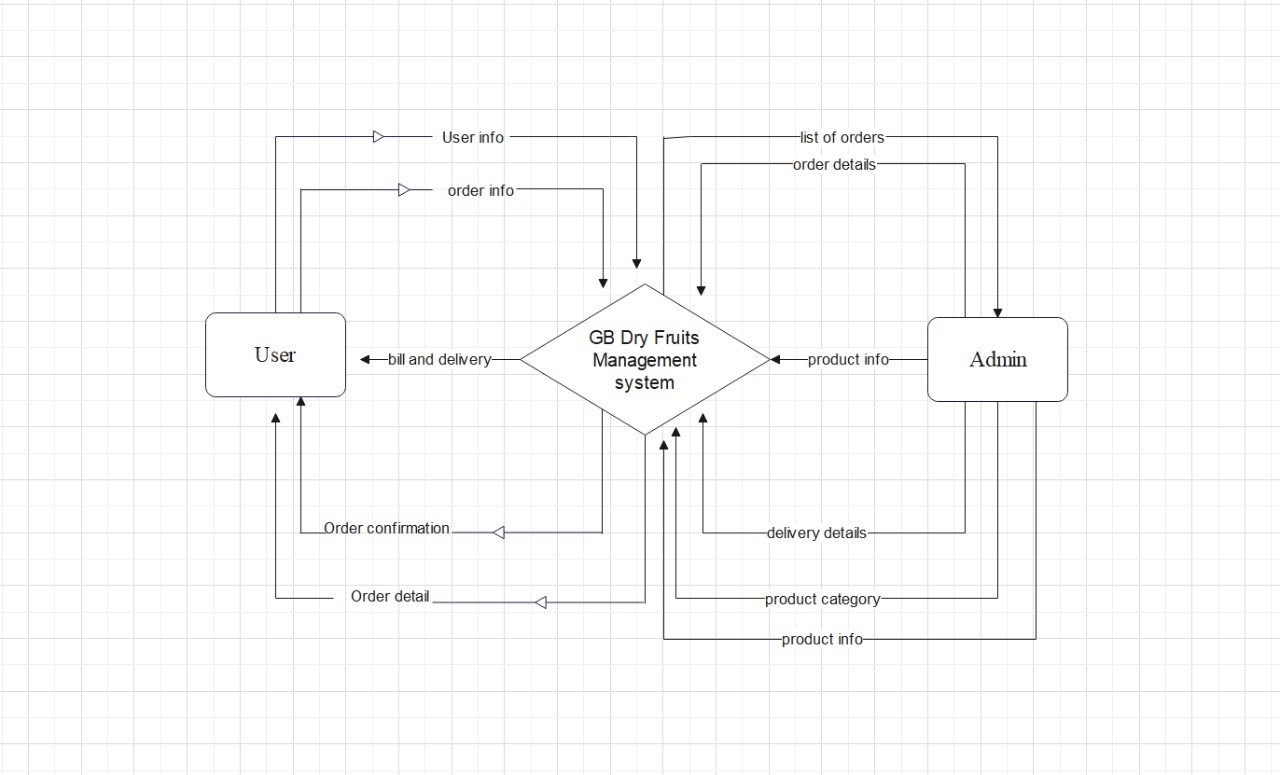 User info
list of orders
order details
order info
GB Dry Fruits
Management
system
User
bill and delivery
product info
Admin
Order confirmation
delivery details
Order detail
product category
product info